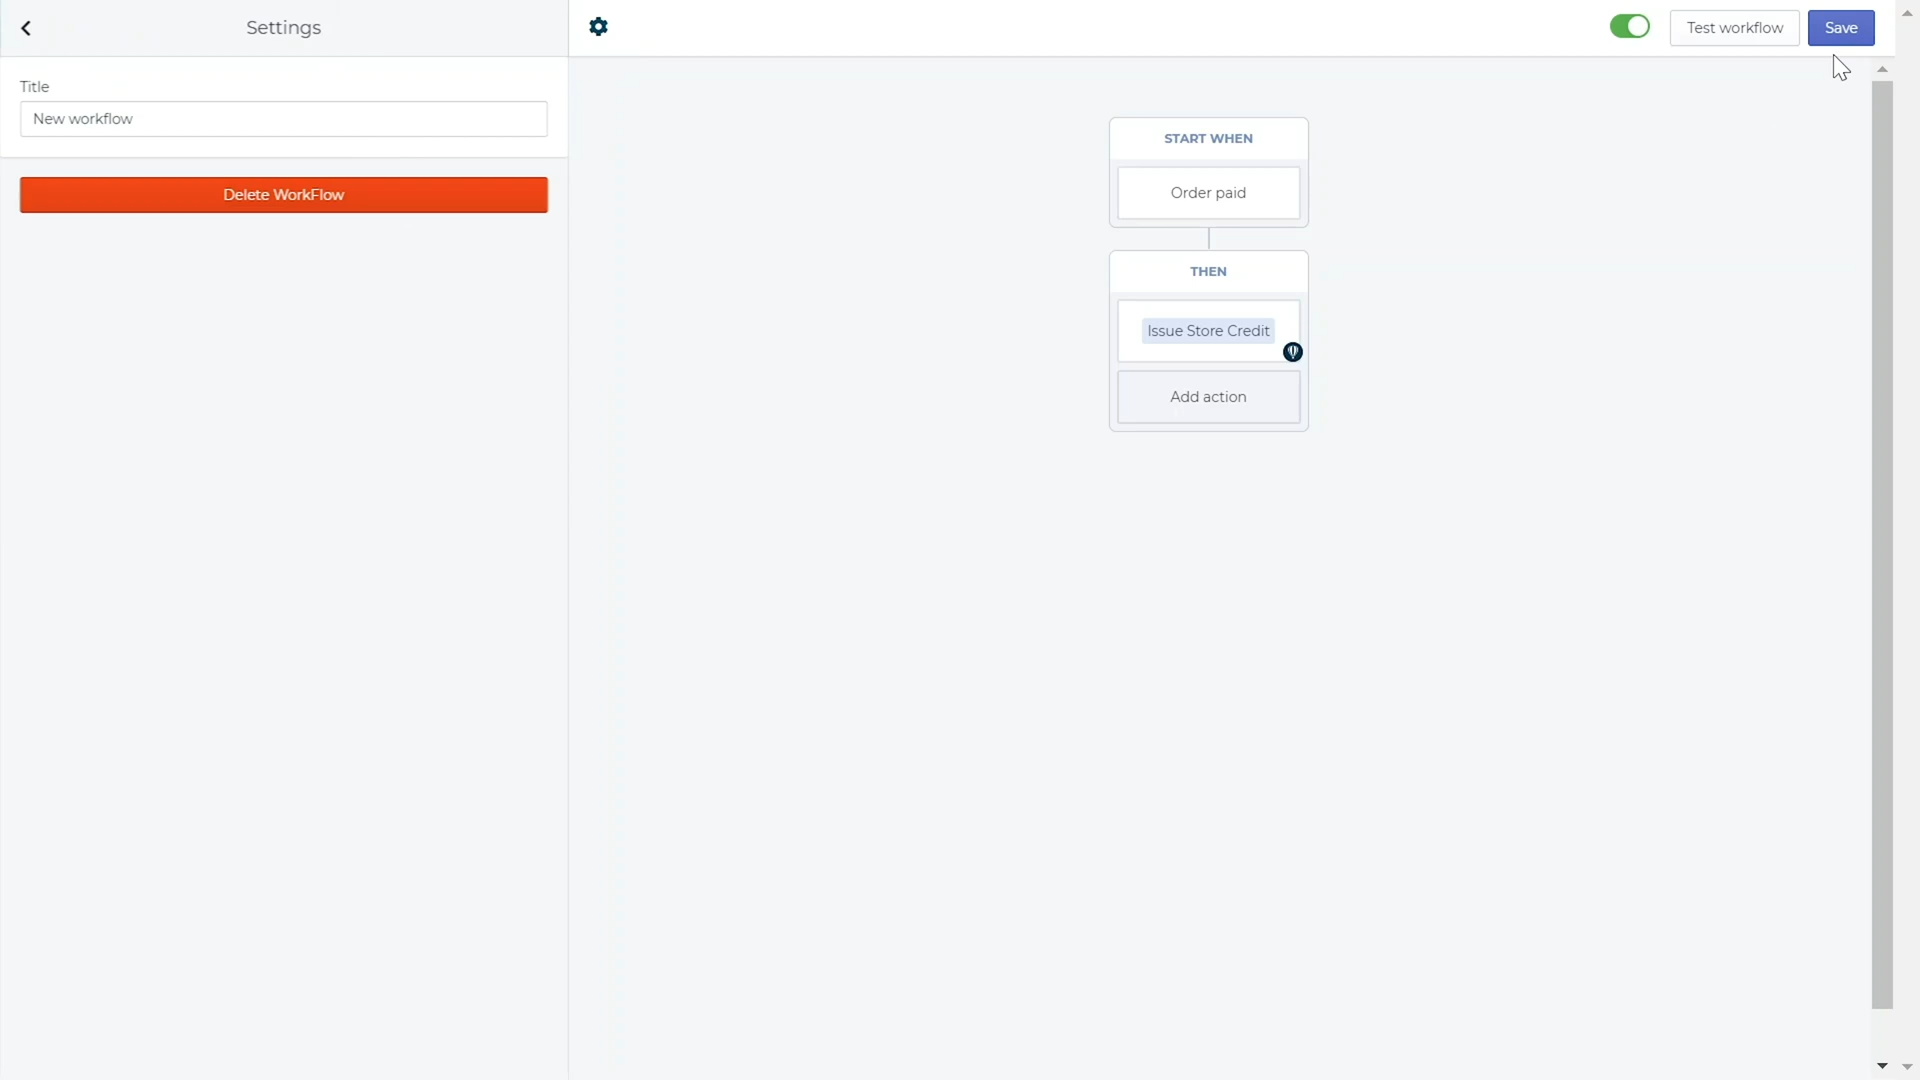 Settings
Test workflow
Save
Title
New workflow
Delete WorkFlow
START WHEN
Order paid
THEN
Issue Store Credit
Add action